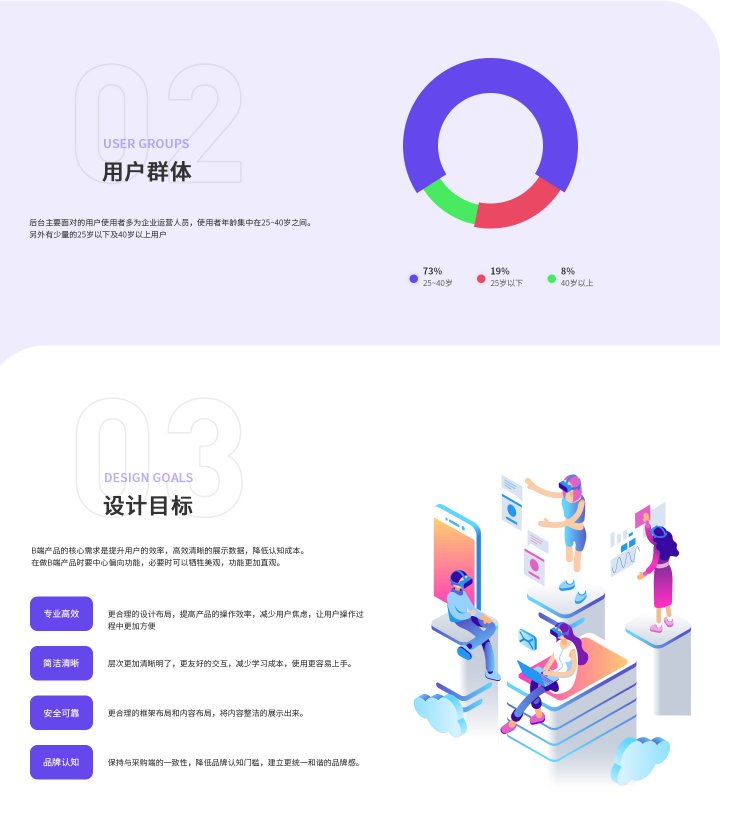 02
USER GROUPS
用户群体
后台主要面对的用户使用者多为企业运营人员，使用者年龄集中在25~40岁之间。
另外有少量的25岁以下及40岁以上用户
73%
25~40岁
19%
25岁以下
8%
40岁以上
03
DESIGN GOALS
设计目标
B端产品的核心需求是提升用户的效率，高效清晰的展示数据，降低认知成本。
在做B端产品时要中心偏向功能，必要时可以牺牲美观，功能更加直观。
专业高效
更合理的设计布局，提高产品的操作效率，减少用户焦虑，让用户操作过
程中更加方便
简洁清晰
层次更加清晰明了，更友好的交互，减少学习成本，使用更容易上手。
安全可靠
更合理的框架布局和内容布局，将内容整洁的展示出来。
品牌认知
保持与采购端的一致性，降低品牌认知门槛，建立更统一和谐的品牌感。